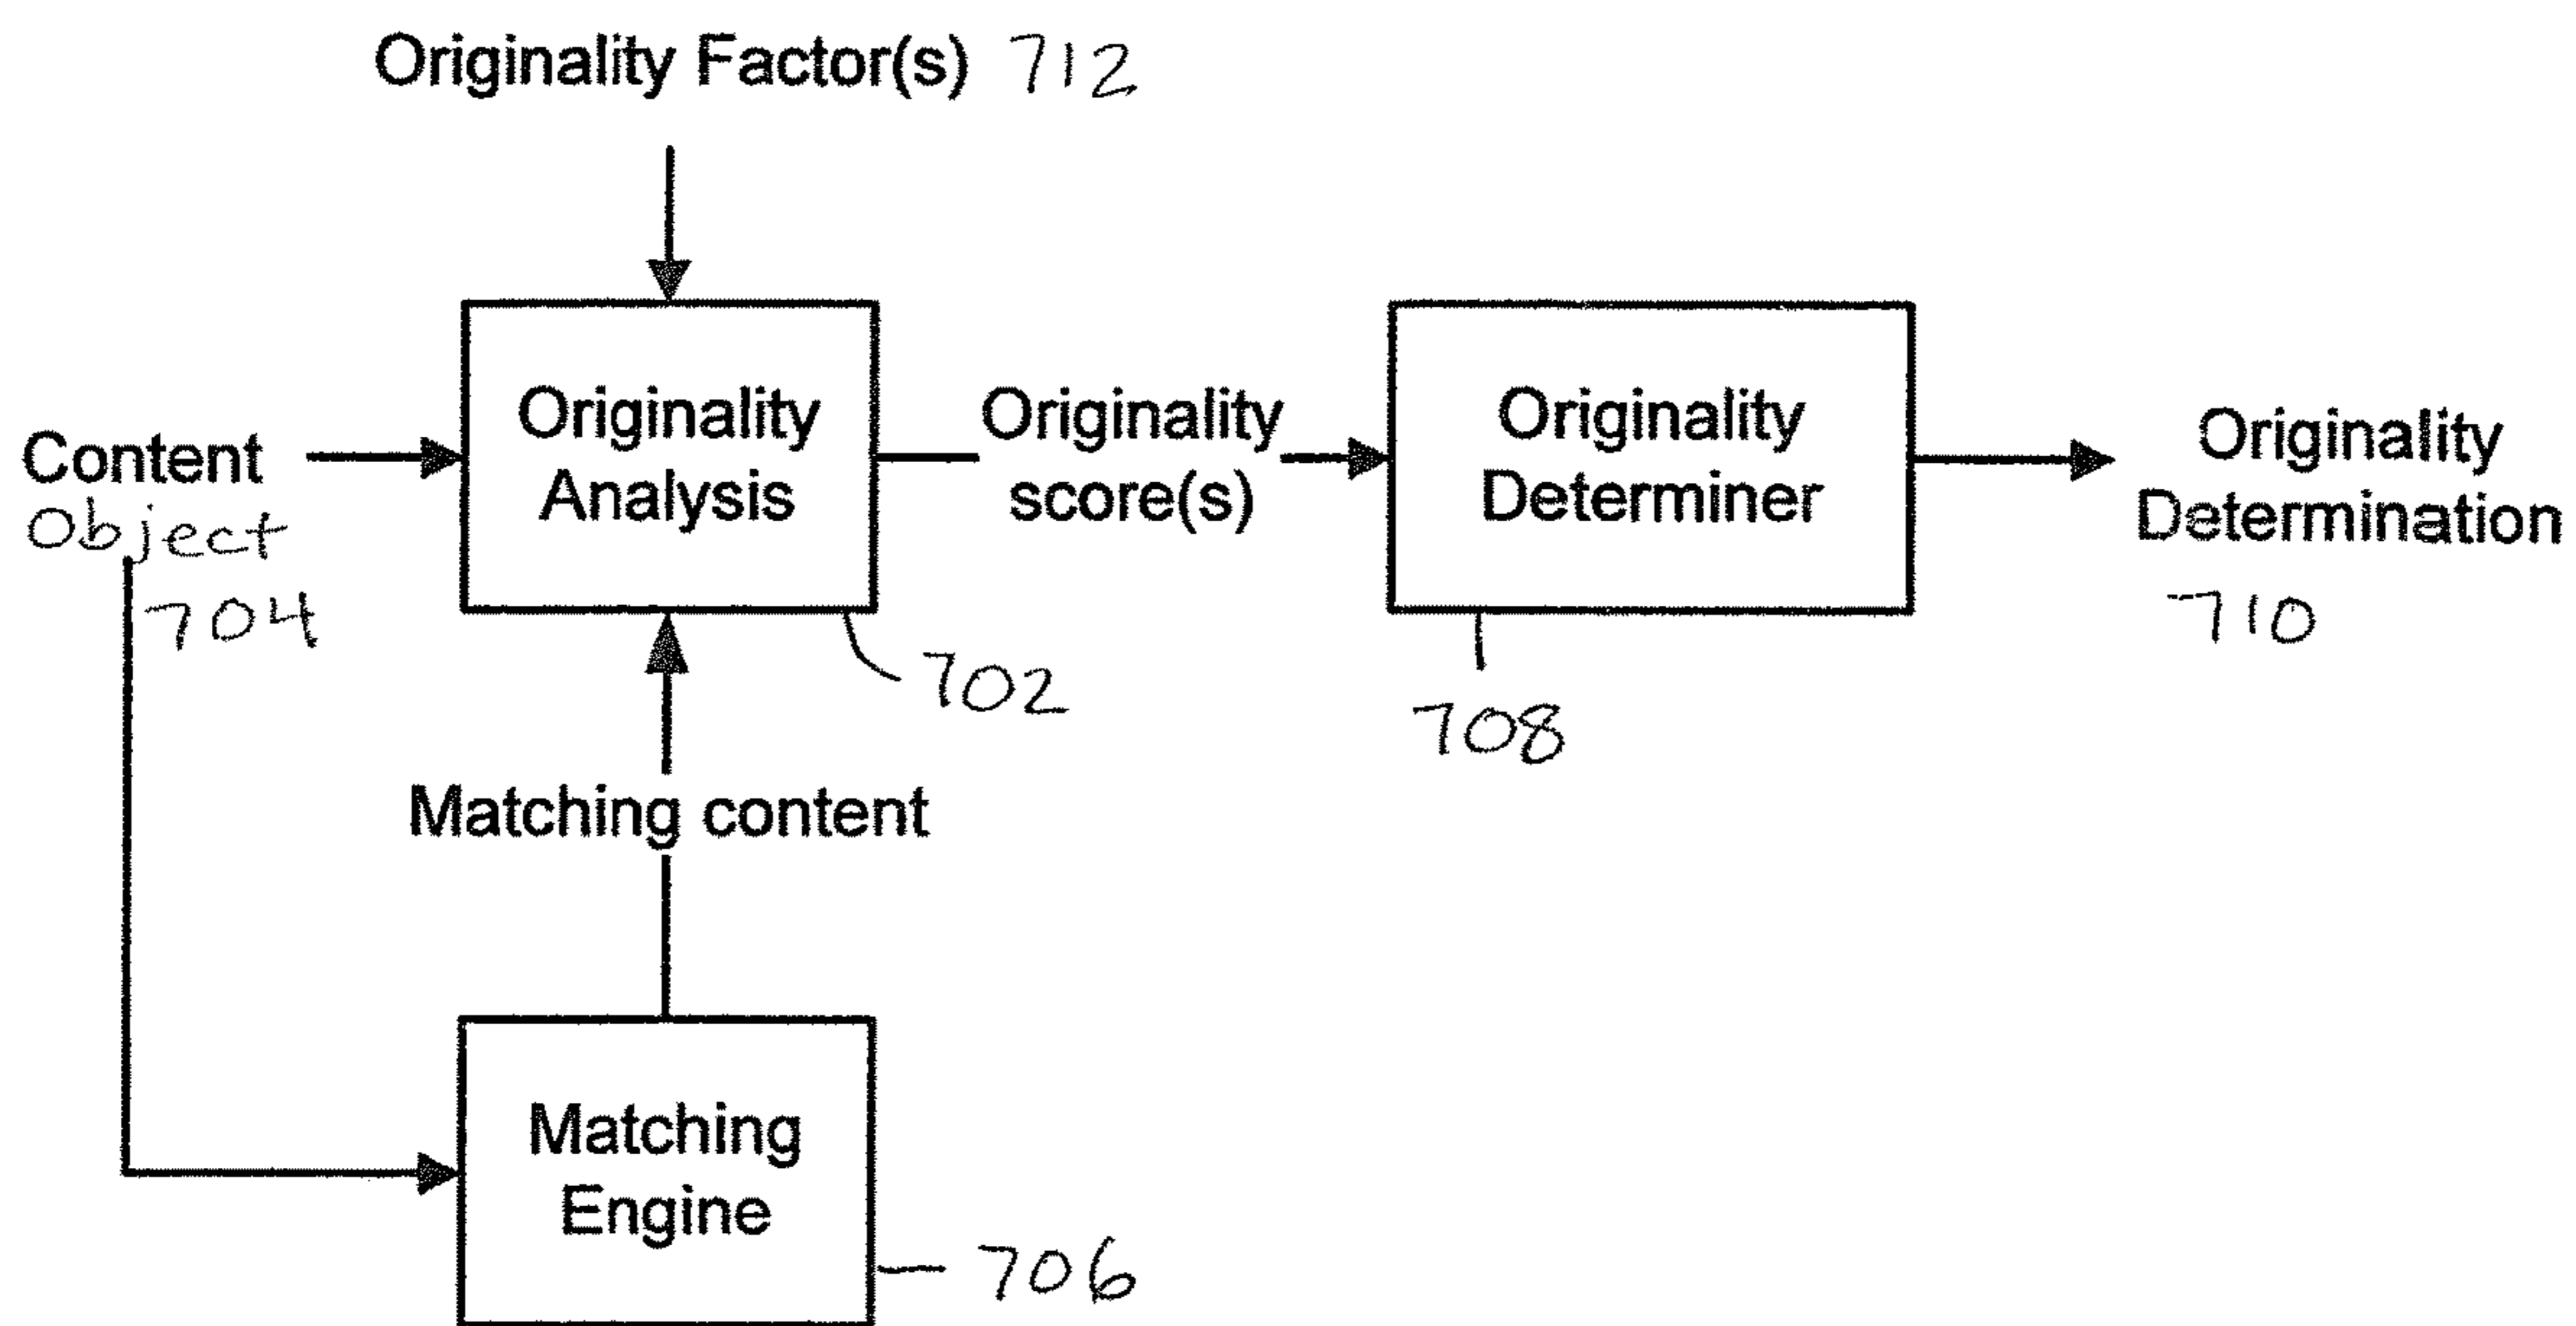 Originality Factor(s) 712
Content
Object
704
Originality
Analysis
702
Originality
score(s)
Originality
Determiner
708
Originality
Determination
710
Matching content
Matching
Engine
706